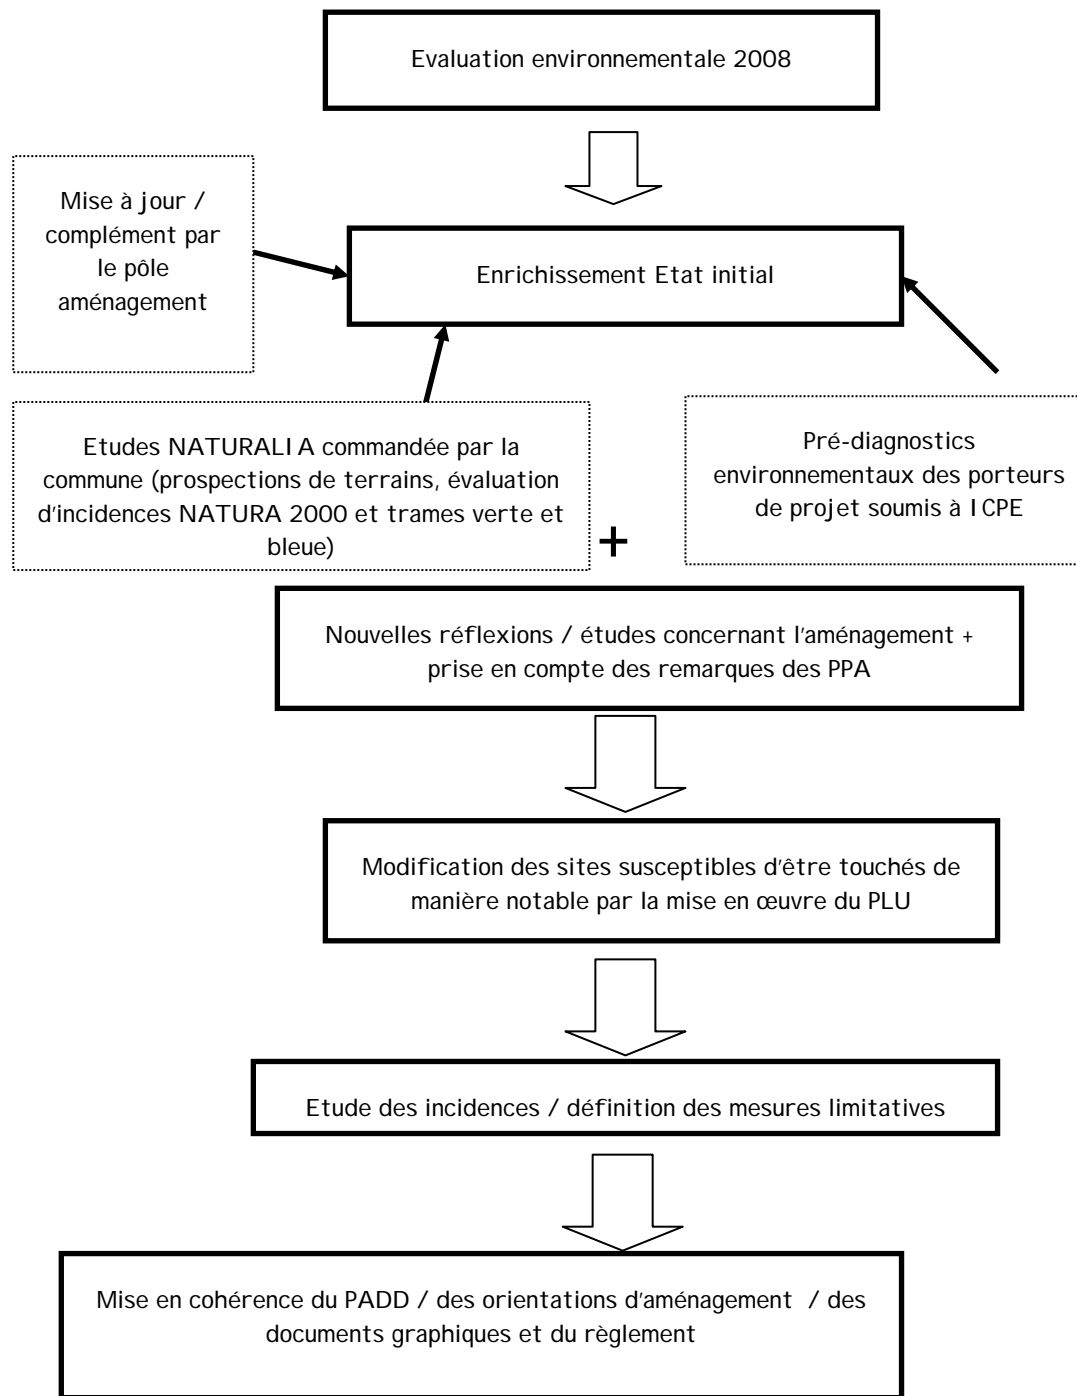 Evaluation environnementale 2008
Mise à jour /
complément par
le pôle
aménagement
Enrichissement Etat initial
Etudes NATURALIA commandée par la
commune (prospections de terrains, évaluation
d'incidences NATURA 2000 et trames verte et
bleue)
+
Pré-diagnostics
environnementaux des porteurs
de projet soumis à ICPE
Nouvelles réflexions / études concernant l'aménagement +
prise en compte des remarques des PPA
Modification des sites susceptibles d'être touchés de
manière notable par la mise en œuvre du PLU
Etude des incidences / définition des mesures limitatives
Mise en cohérence du PADD / des orientations d'aménagement / des
documents graphiques et du règlement